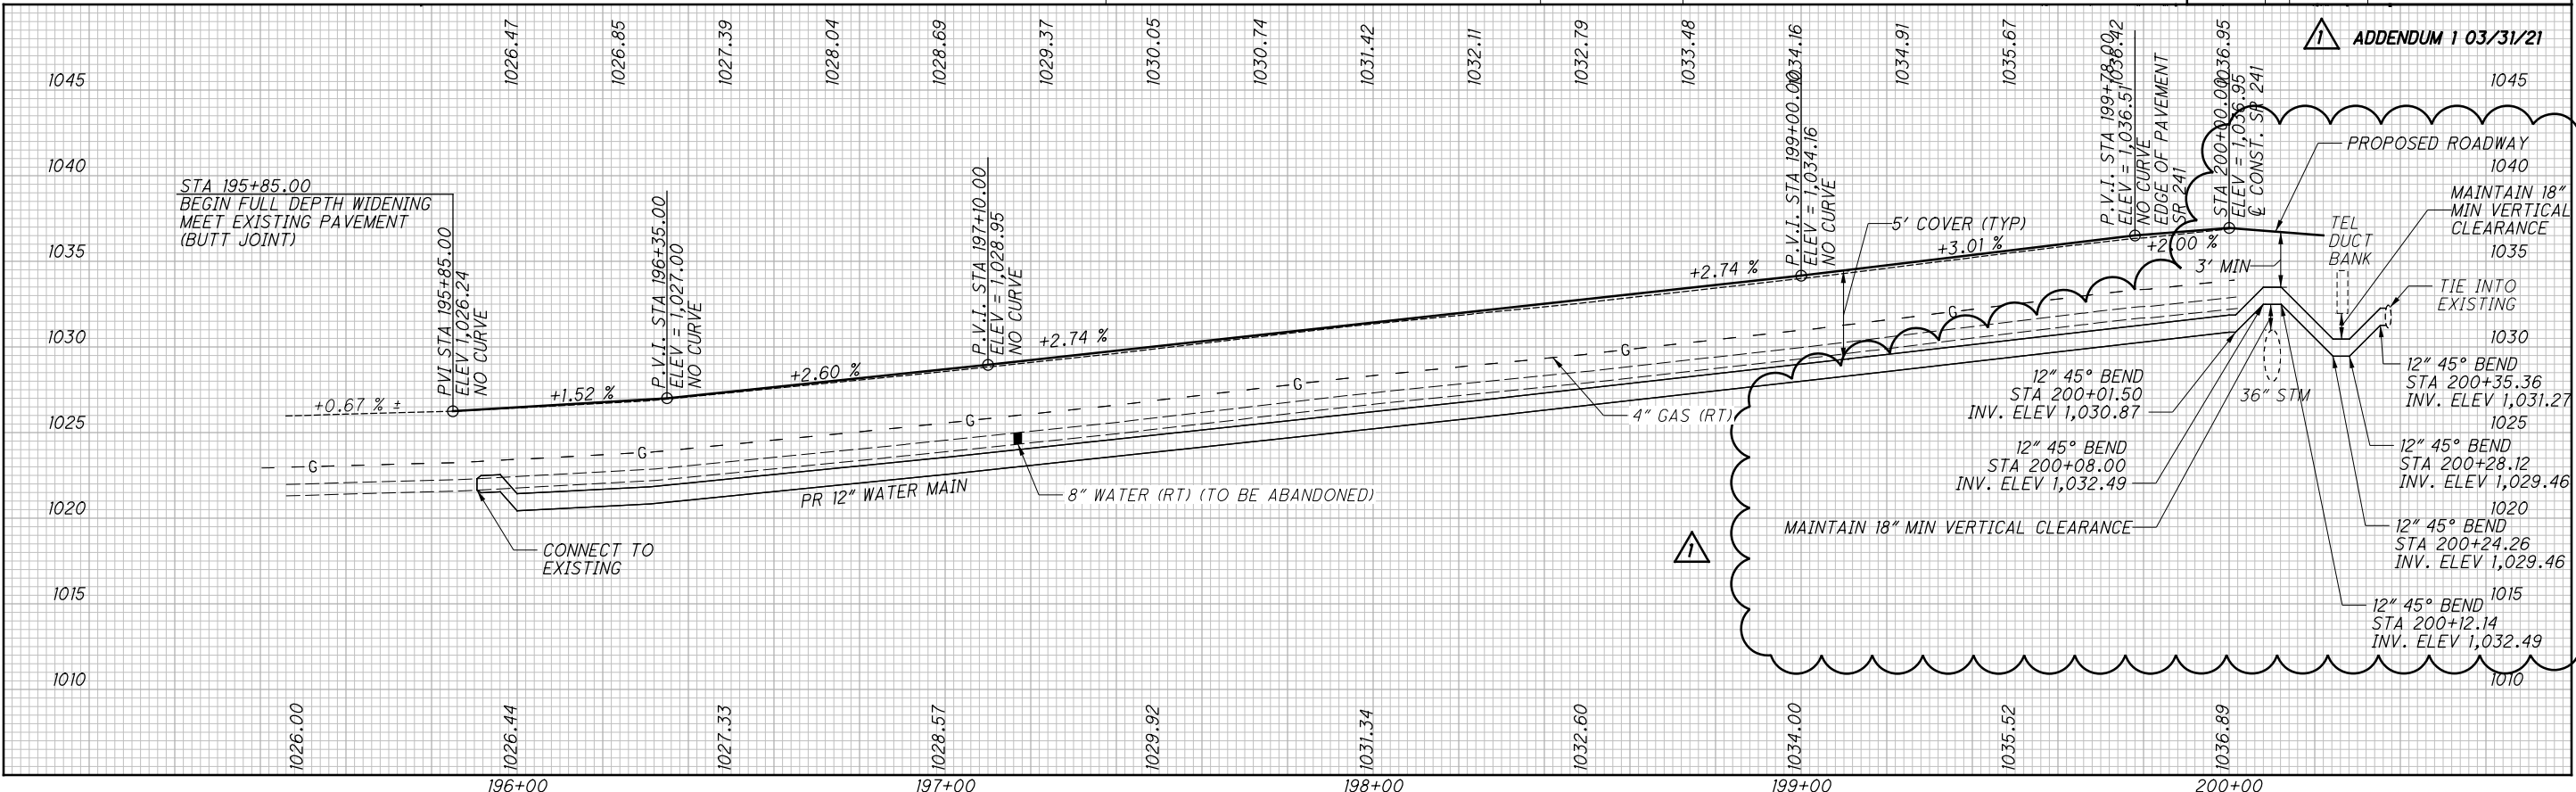 1026.47
1026.85
1027.39
1028.04
1028.69
1029.37
1030.05
1030.74
1031.42
1032.11
1032.79
1033.48
1034.16
1034.91
1035.67
1036.42
1036.95
1 ADDENDUM 1 03/31/21
1045
1045
1040
1040
1035
1035
1030
1030
1025
1025
1020
1020
1015
1015
1010
1010
STA 195+85.00
BEGIN FULL DEPTH WIDENING
MEET EXISTING PAVEMENT
(BUTT JOINT)
PVI STA 195+85.00
ELEV 1,026.24
NO CURVE
P.V.I. STA 196+35.00
ELEV = 1,027.00
NO CURVE
P.V.I. STA 197+10.00
ELEV = 1,028.95
NO CURVE
P.V.I. STA 199+00.00
ELEV = 1,034.16
NO CURVE
P.V.I. STA 199+78.00
ELEV = 1,036.51
NO CURVE
EDGE OF PAVEMENT
SR 241
STA 200+00.00
ELEV = 1,036.95
℄ CONST. SR 241
+0.67 % ±
+1.52 %
+2.60 %
+2.74 %
+2.74 %
+3.01 %
+2.00 %
5' COVER (TYP)
PROPOSED ROADWAY
MAINTAIN 18"
MIN VERTICAL
CLEARANCE
TEL
DUCT
BANK
3' MIN
TIE INTO
EXISTING
G
G
G
G
G
G
4" GAS (RT)
8" WATER (RT) (TO BE ABANDONED)
PR 12" WATER MAIN
CONNECT TO
EXISTING
36" STM
12" 45° BEND
STA 200+01.50
INV. ELEV 1,030.87
12" 45° BEND
STA 200+08.00
INV. ELEV 1,032.49
MAINTAIN 18" MIN VERTICAL CLEARANCE
12" 45° BEND
STA 200+35.36
INV. ELEV 1,031.27
12" 45° BEND
STA 200+28.12
INV. ELEV 1,029.46
12" 45° BEND
STA 200+24.26
INV. ELEV 1,029.46
12" 45° BEND
STA 200+12.14
INV. ELEV 1,032.49
1
1026.00
1026.44
1027.33
1028.57
1029.92
1031.34
1032.60
1034.00
1035.52
1036.89
196+00
197+00
198+00
199+00
200+00